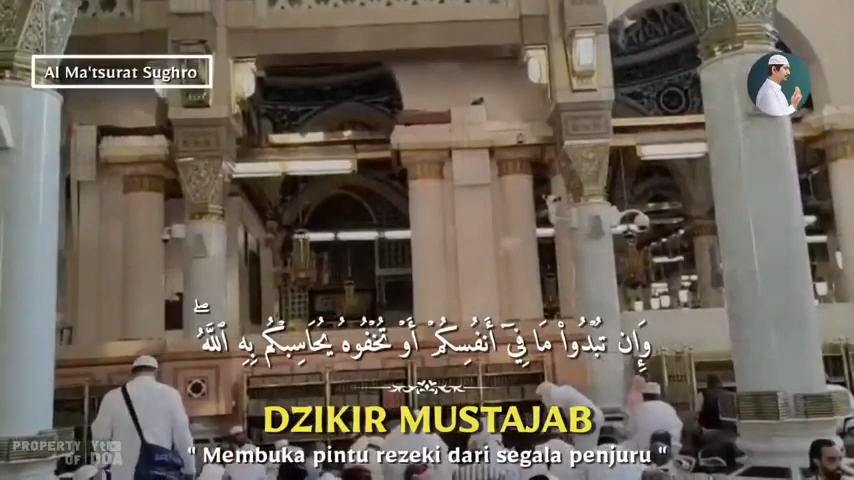 Al Ma'tsurat Sughro
وَإِن تُبْدُوا۟ مَا فِىٓ أَنفُسِكُمْ أَوْ تُخْفُوهُ يُحَاسِبْكُم بِهِ ٱللَّهُ ۖ
DZIKIR MUSTAJAB
" Membuka pintu rezeki dari segala penjuru "
PROPERTY OF YT DOA